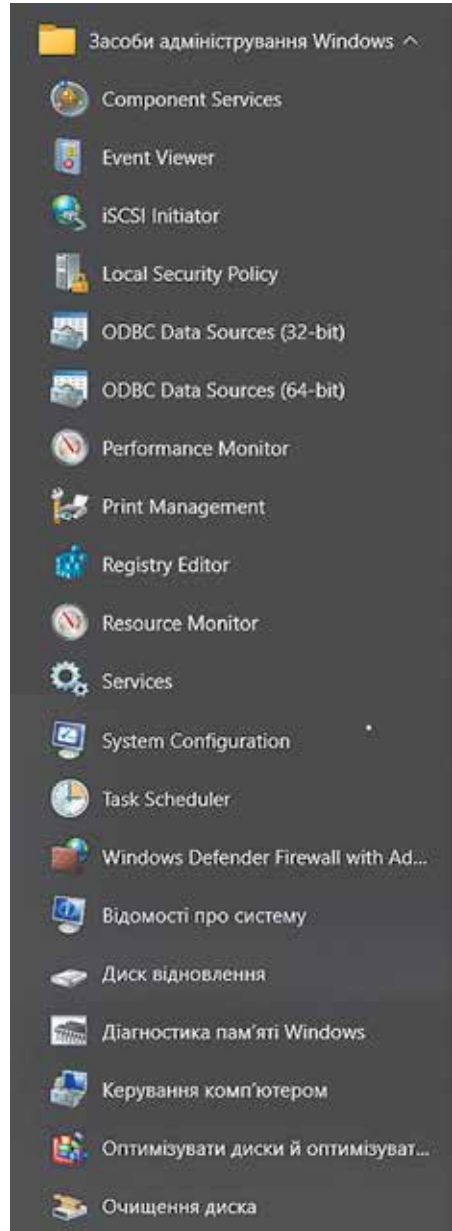 Засоби адміністрування Windows
Component Services
Event Viewer
iSCSI Initiator
Local Security Policy
ODBC Data Sources (32-bit)
ODBC Data Sources (64-bit)
Performance Monitor
Print Management
Registry Editor
Resource Monitor
Services
System Configuration
Task Scheduler
Windows Defender Firewall with Ad...
Відомості про систему
Диск відновлення
Діагностика пам'яті Windows
Керування комп'ютером
Оптимізувати диски й оптимізуват...
Очищення диска